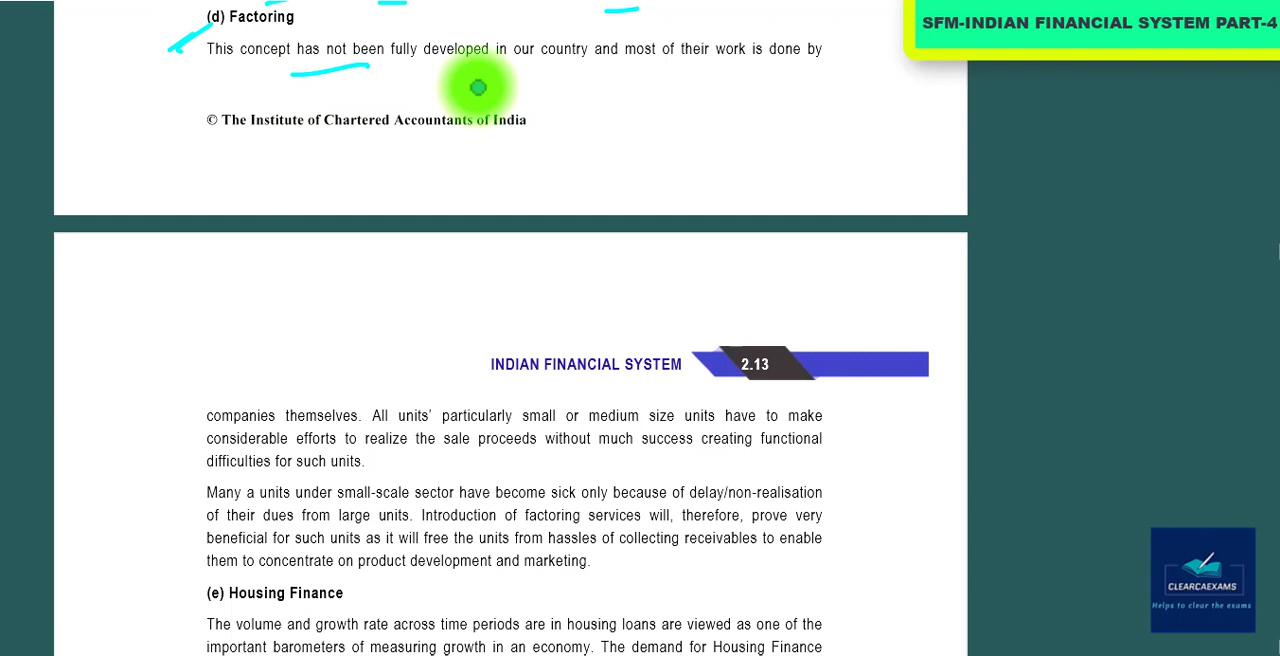 (d) Factoring
SFM-INDIAN FINANCIAL SYSTEM PART-4
This concept has not been fully developed in our country and most of their work is done by
© The Institute of Chartered Accountants of India
INDIAN FINANCIAL SYSTEM 2.13
companies themselves. All units’ particularly small or medium size units have to make
considerable efforts to realize the sale proceeds without much success creating functional
difficulties for such units.
Many a units under small-scale sector have become sick only because of delay/non-realisation
of their dues from large units. Introduction of factoring services will, therefore, prove very
beneficial for such units as it will free the units from hassles of collecting receivables to enable
them to concentrate on product development and marketing.
(e) Housing Finance
The volume and growth rate across time periods are in housing loans are viewed as one of the
important barometers of measuring growth in an economy. The demand for Housing Finance
CLEARCAEXAMS
Helps to clear the exams